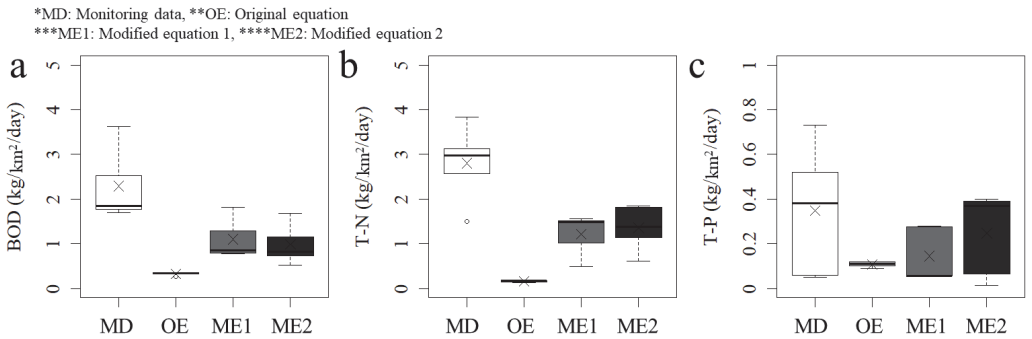 *MD: Monitoring data, **OE: Original equation
***ME1: Modified equation 1, ****ME2: Modified equation 2
a
BOD (kg/km²/day)
5
4
3
2
1
0
MD OE ME1 ME2
b
T-N (kg/km²/day)
5
4
3
2
1
0
MD OE ME1 ME2
c
T-P (kg/km²/day)
1
0.8
0.6
0.4
0.2
0
MD OE ME1 ME2